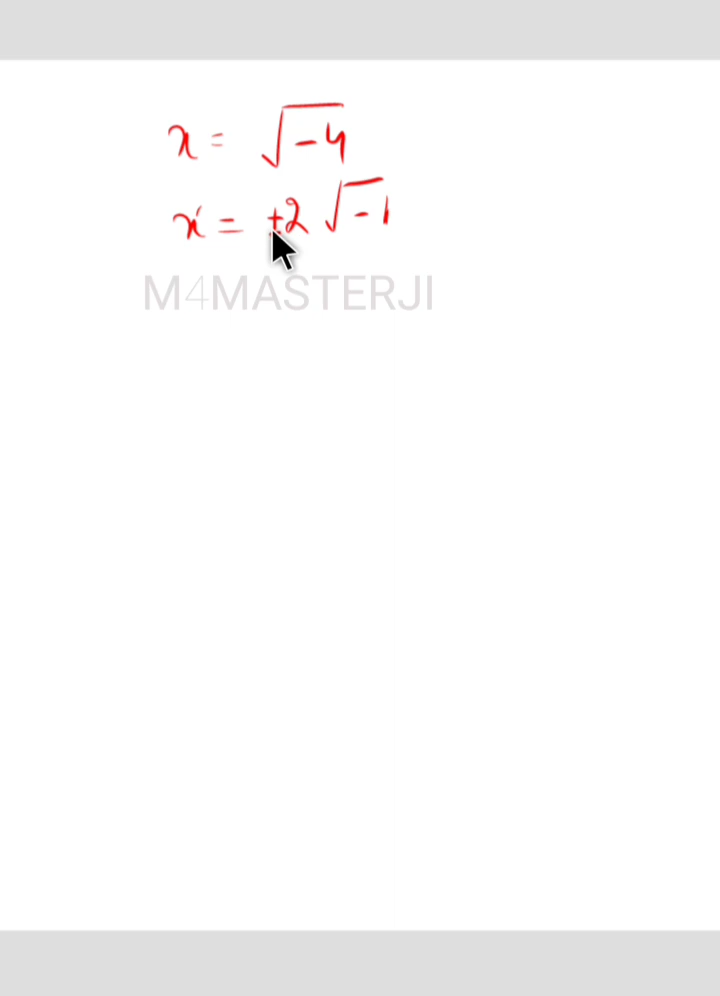 x = √-4
x = ±2 √-1
M4MASTERJI